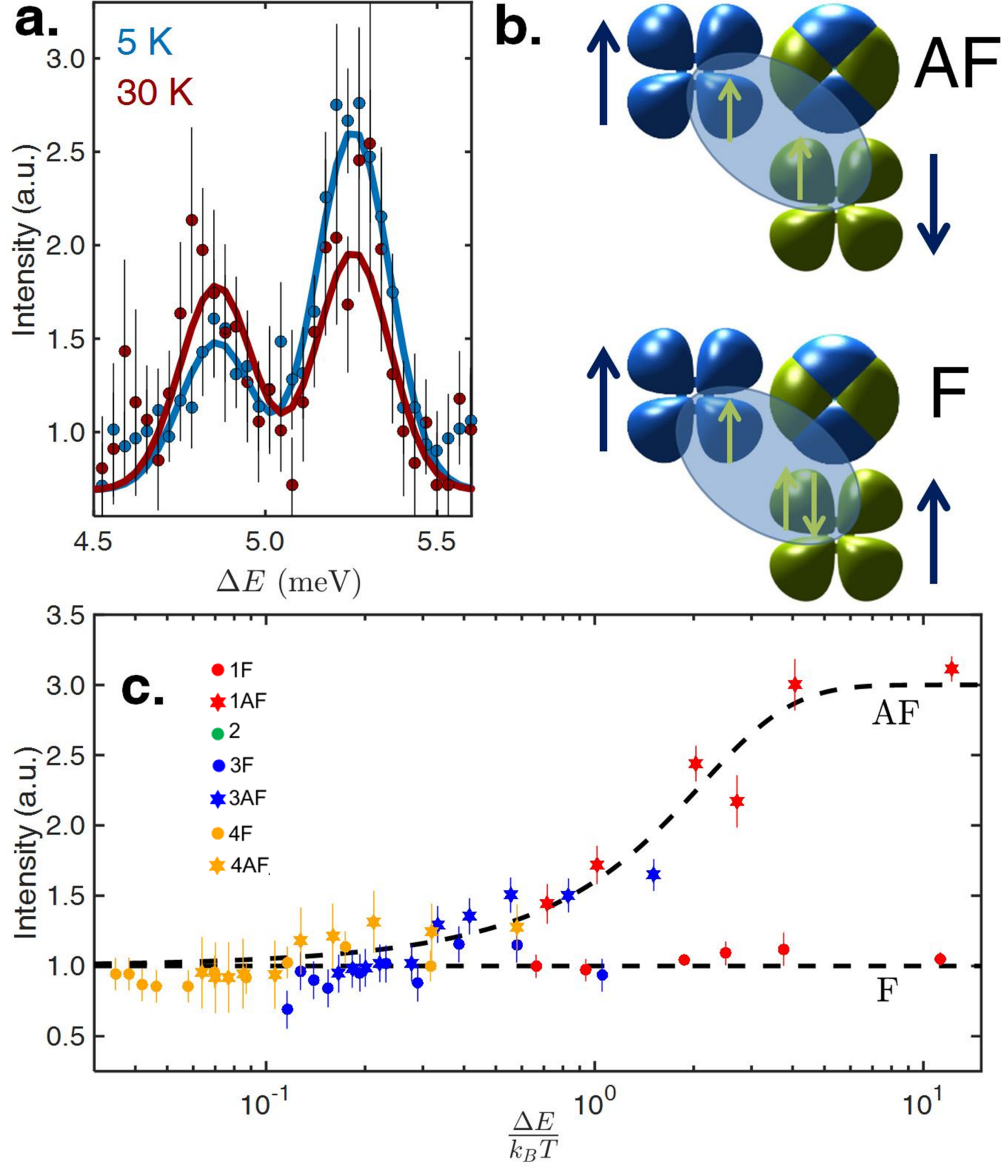 a.
5 K
30 K
3.0
2.5
2.0
1.5
1.0
4.5 5.0 5.5
Intensity (a.u.)
ΔE (meV)
b.
AF
F
c.
3.5
3.0
2.5
2.0
1.5
1.0
0.5
Intensity (a.u.)
1F
1AF
2
3F
3AF
4F
4AF
AF
F
10⁻¹ 10⁰ 10¹
ΔE
k_BT